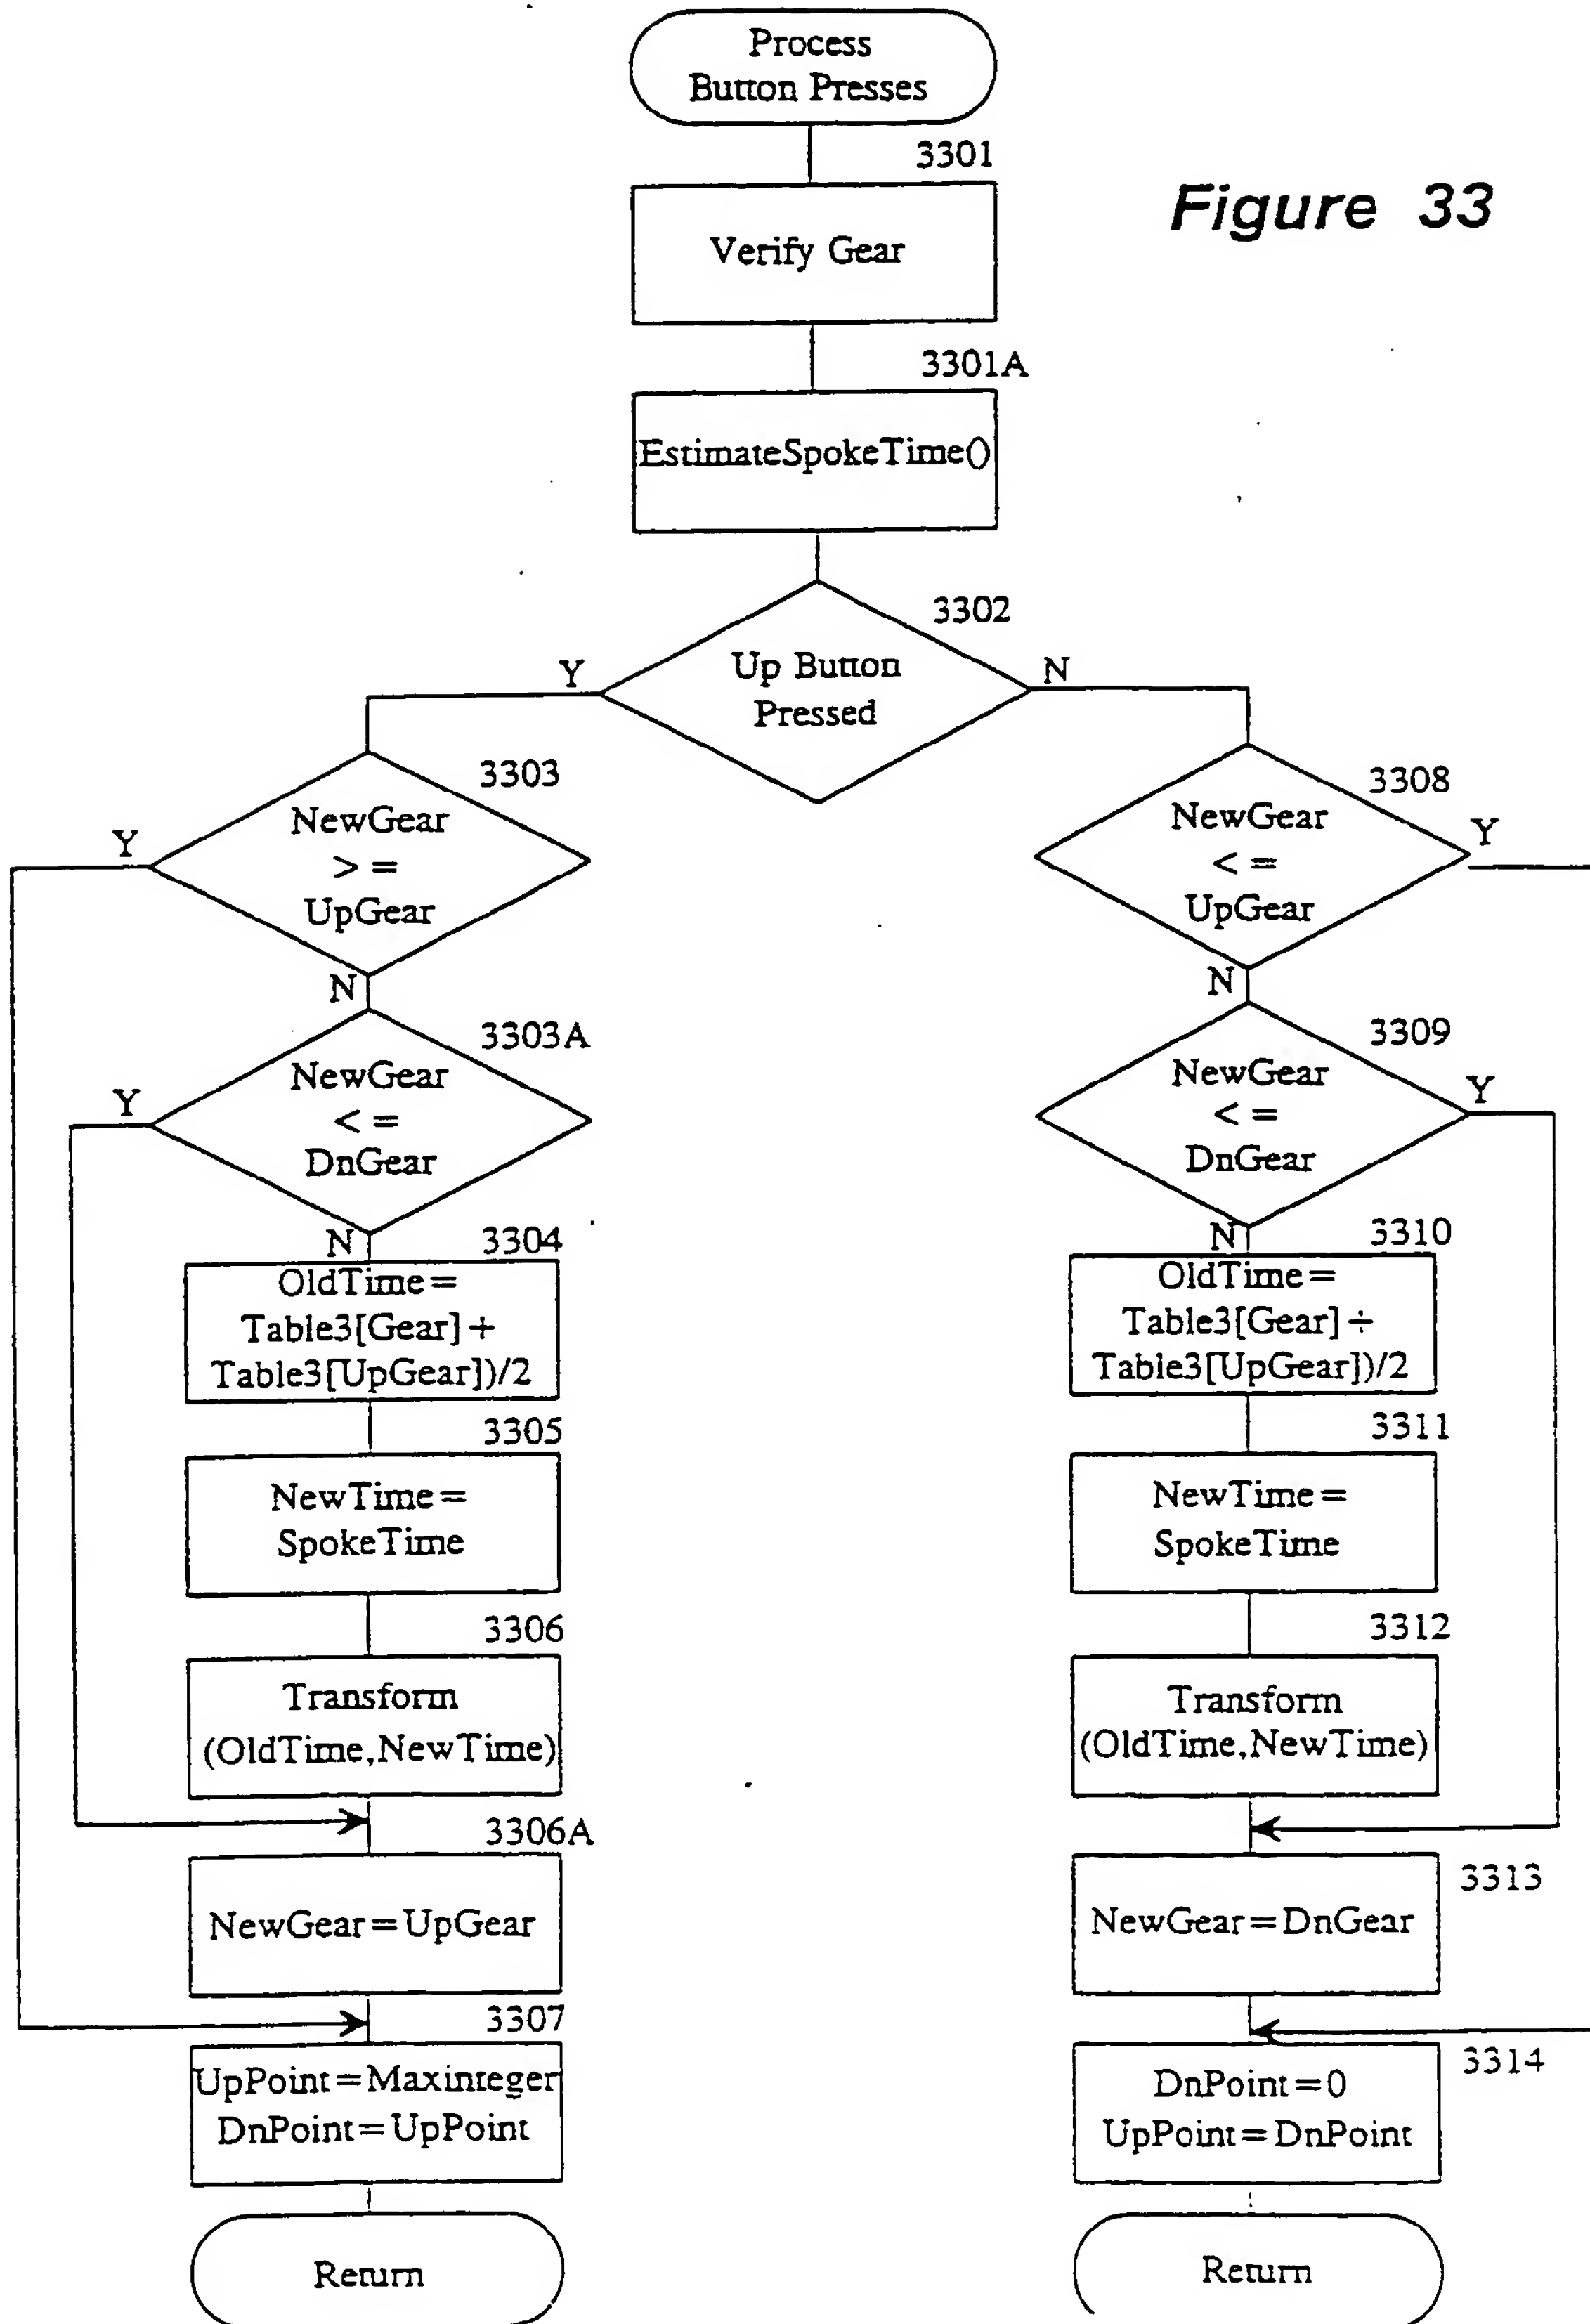 Process
Button Presses
3301
Figure 33
Verify Gear
3301A
EstimateSpokeTime()
3302
Up Button
Pressed
Y
N
3303
NewGear
>=
UpGear
Y
N
3303A
NewGear
<=
DnGear
Y
N
3304
OldTime=
Table3[Gear]+
Table3[UpGear])/2
3305
NewTime=
SpokeTime
3306
Transform
(OldTime,NewTime)
3306A
NewGear=UpGear
3307
UpPoint=Maxinteger
DnPoint=UpPoint
Return
3308
NewGear
<=
UpGear
Y
N
3309
NewGear
<=
DnGear
Y
N
3310
OldTime=
Table3[Gear]÷
Table3[UpGear])/2
3311
NewTime=
SpokeTime
3312
Transform
(OldTime,NewTime)
3313
NewGear=DnGear
3314
DnPoint=0
UpPoint=DnPoint
Return